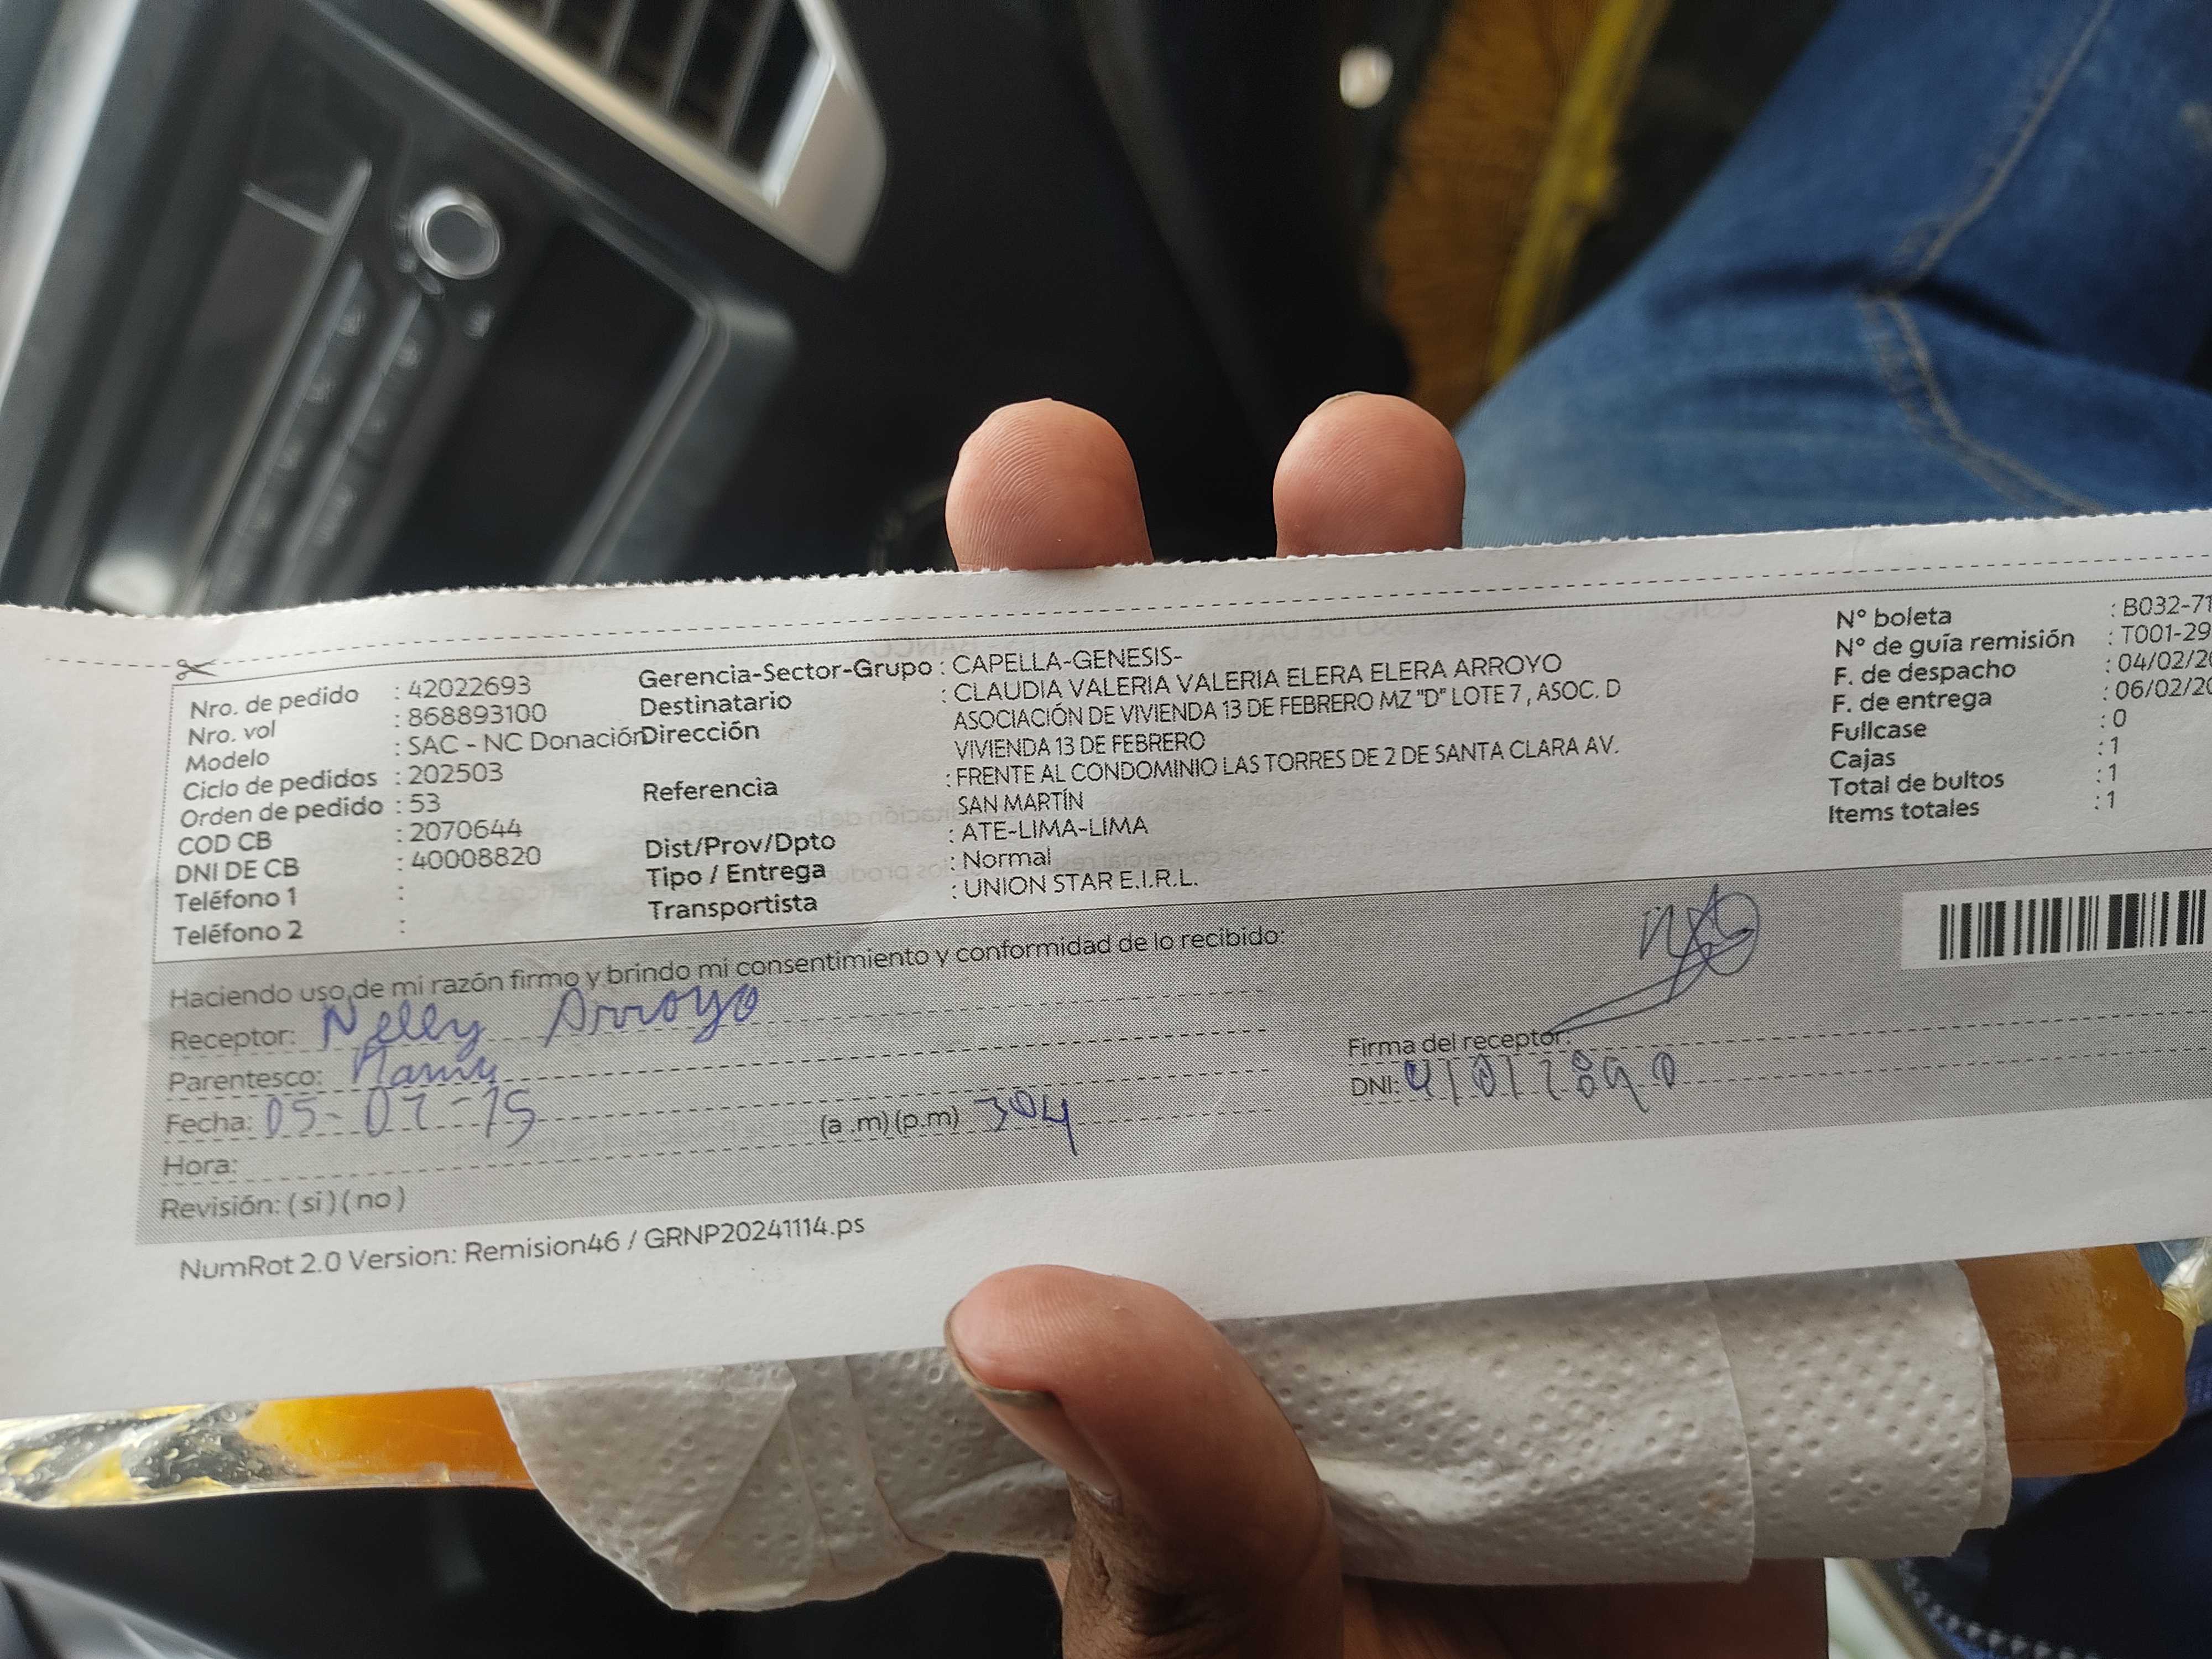 Nro. de pedido : 42022693
Nro. vol : 868893100
Modelo : SAC - NC Donación
Ciclo de pedidos : 202503
Orden de pedido : 53
COD CB : 2070644
DNI DE CB : 40008820
Teléfono 1 :
Teléfono 2 :
Gerencia-Sector-Grupo : CAPELLA-GENESIS-
Destinatario : CLAUDIA VALERIA VALERIA ELERA ELERA ARROYO
Dirección ASOCIACIÓN DE VIVIENDA 13 DE FEBRERO MZ "D" LOTE 7 , ASOC. D
VIVIENDA 13 DE FEBRERO
Referencia : FRENTE AL CONDOMINIO LAS TORRES DE 2 DE SANTA CLARA AV.
SAN MARTÍN
Dist/Prov/Dpto : ATE-LIMA-LIMA
Tipo / Entrega : Normal
Transportista : UNION STAR E.I.R.L.
N° boleta : B032-71
N° de guía remisión : T001-29
F. de despacho : 04/02/20
F. de entrega : 06/02/20
Fullcase : 0
Cajas : 1
Total de bultos : 1
Items totales : 1
Haciendo uso de mi razón firmo y brindo mi consentimiento y conformidad de lo recibido:
Receptor: Nelly Arroyo
Parentesco:
Fecha: 05-02-25
(a .m) (p.m) 304
Hora:
Revisión: ( si ) ( no )
Firma del receptor:
DNI:
NumRot 2.0 Version: Remision46 / GRNP20241114.ps